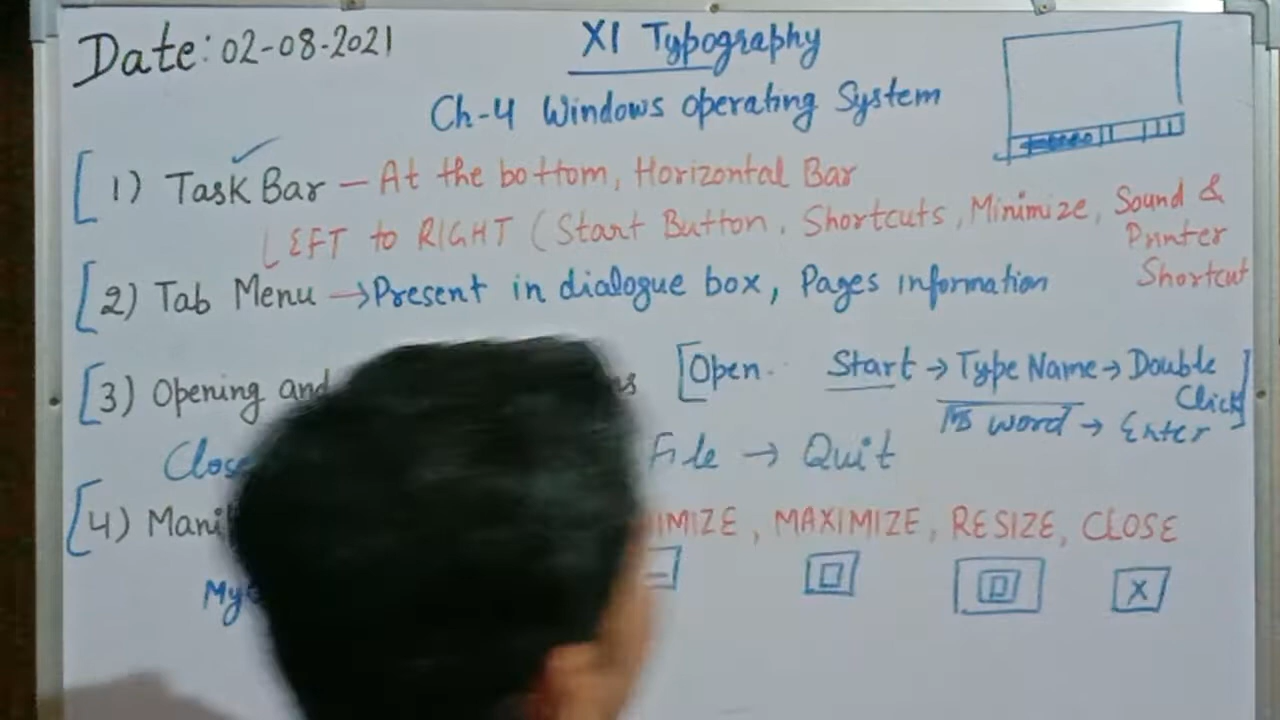 Date: 02-08-2021
XI Typography
Ch-4 Windows Operating System
1) Task Bar — At the bottom, Horizontal Bar
LEFT to RIGHT (Start Button, Shortcuts, Minimize, Sound & Printer Shortcut
2) Tab Menu → Present in dialogue box, Pages information
3) Opening and [Open. Start → Type Name → Double Click]
MS Word → Enter
Close File → Quit
4) IMIZE, MAXIMIZE, RESIZE, CLOSE
My
X